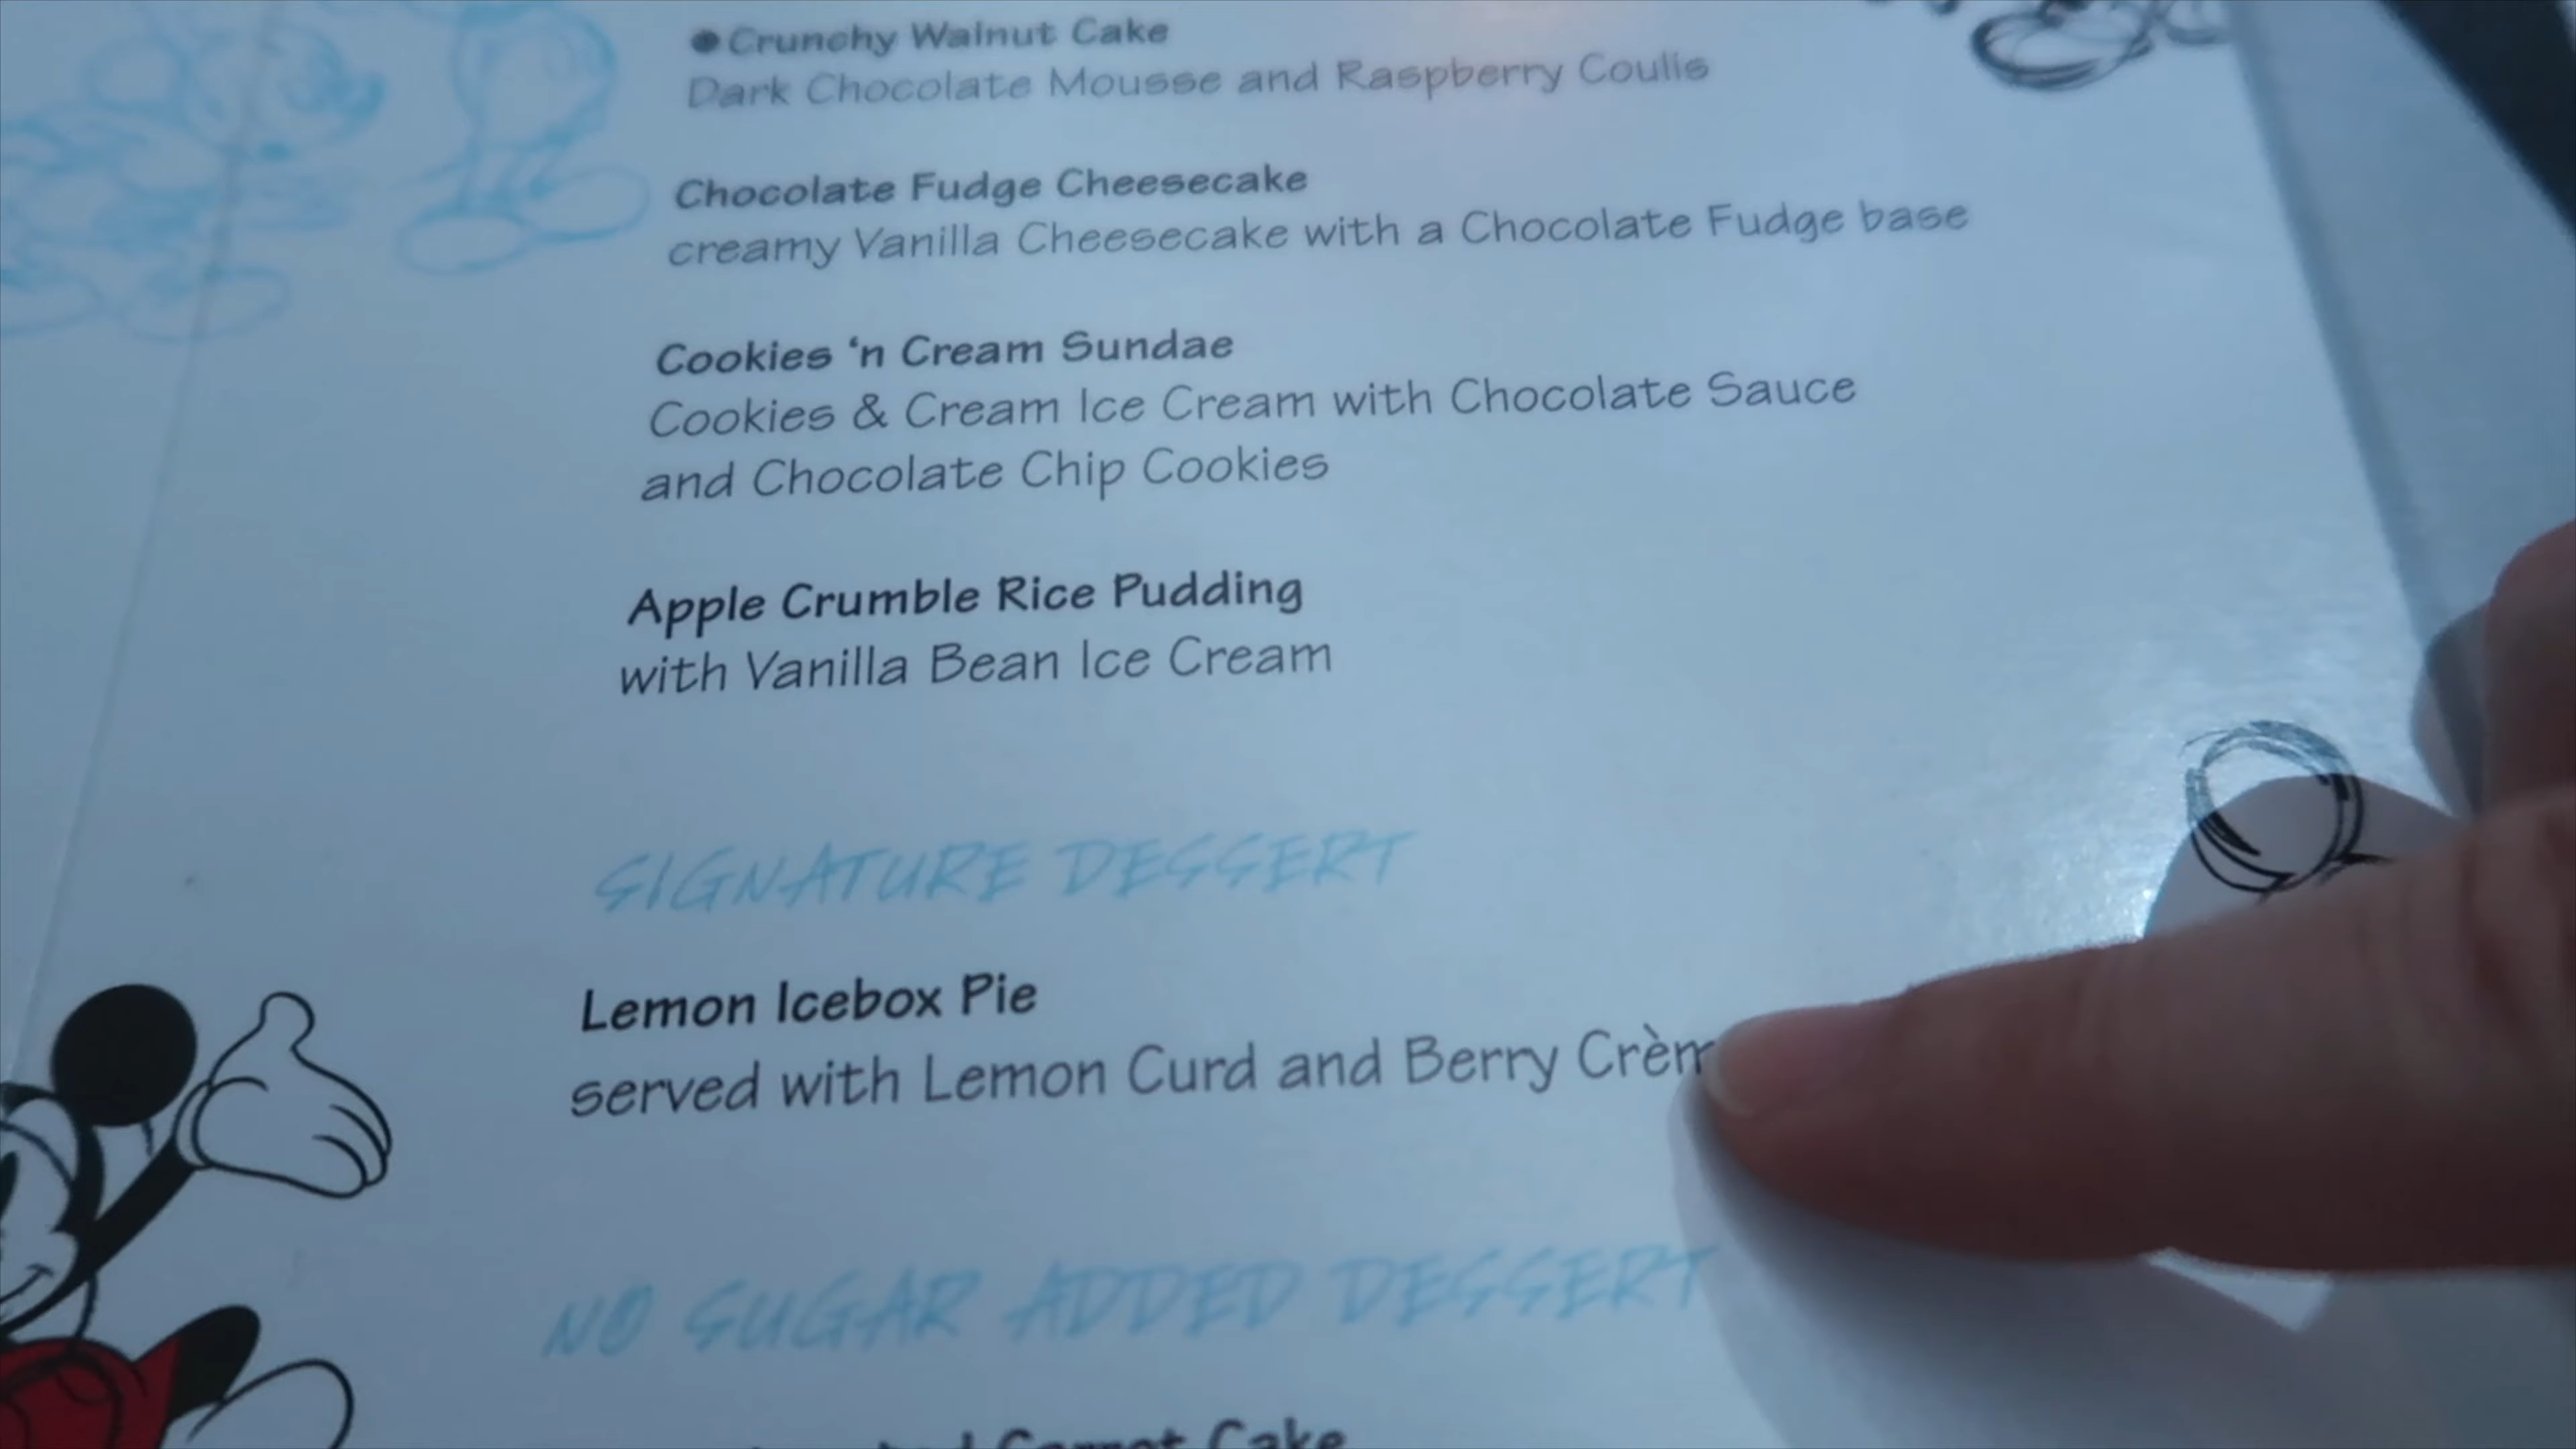 ● Crunchy Walnut Cake
Dark Chocolate Mousse and Raspberry Coulis
Chocolate Fudge Cheesecake
creamy Vanilla Cheesecake with a Chocolate Fudge base
Cookies ‘n Cream Sundae
Cookies & Cream Ice Cream with Chocolate Sauce
and Chocolate Chip Cookies
Apple Crumble Rice Pudding
with Vanilla Bean Ice Cream
SIGNATURE DESSERT
Lemon Icebox Pie
served with Lemon Curd and Berry
NO SUGAR ADDED DESSERT
Carrot Cake